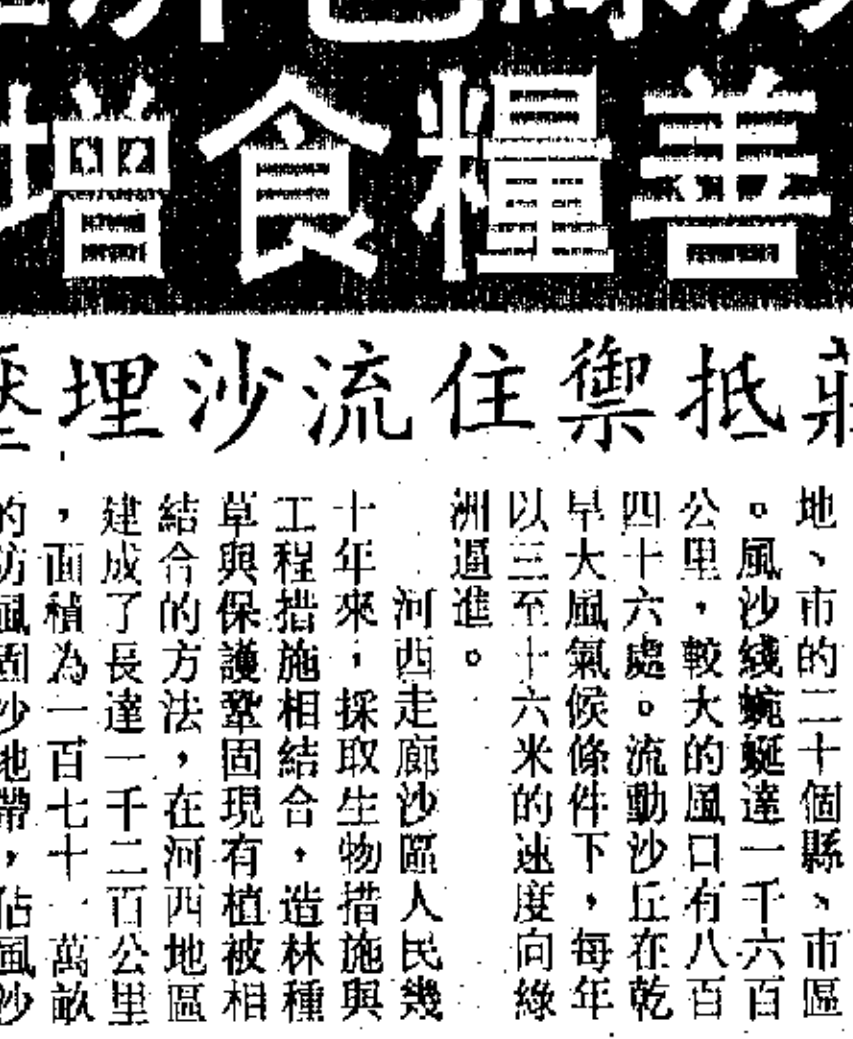 善糧食增
莊抵禦住流沙埋壓
地、市的二十個縣、市區
。風沙綫蜿蜒達一千六百
公里,較大的風口有八百
四十六處。流動沙丘在乾
旱大風氣候條件下,每年
以三至十六米的速度向綠
洲逼進。
河西走廊沙區人民幾
十年來,採取生物措施與
工程措施相結合,造林種
草與保護鞏固現有植被相
結合的方法,在河西地區
建成了長達一千二百公里
,面積為一百七十一萬畝
的防風固沙地帶,佔風沙